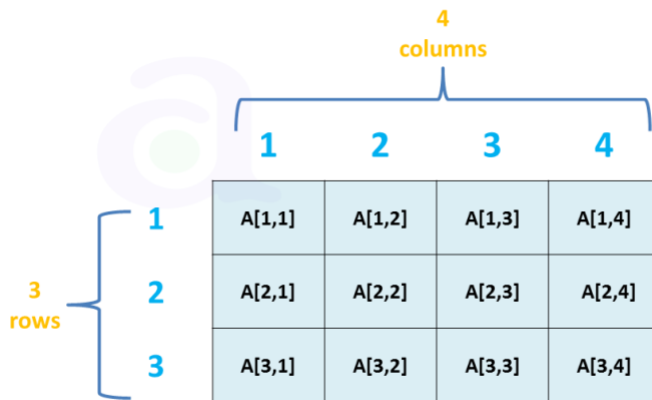 4
columns
1 2 3 4
1 A[1,1] A[1,2] A[1,3] A[1,4]
3
rows
2 A[2,1] A[2,2] A[2,3] A[2,4]
3 A[3,1] A[3,2] A[3,3] A[3,4]